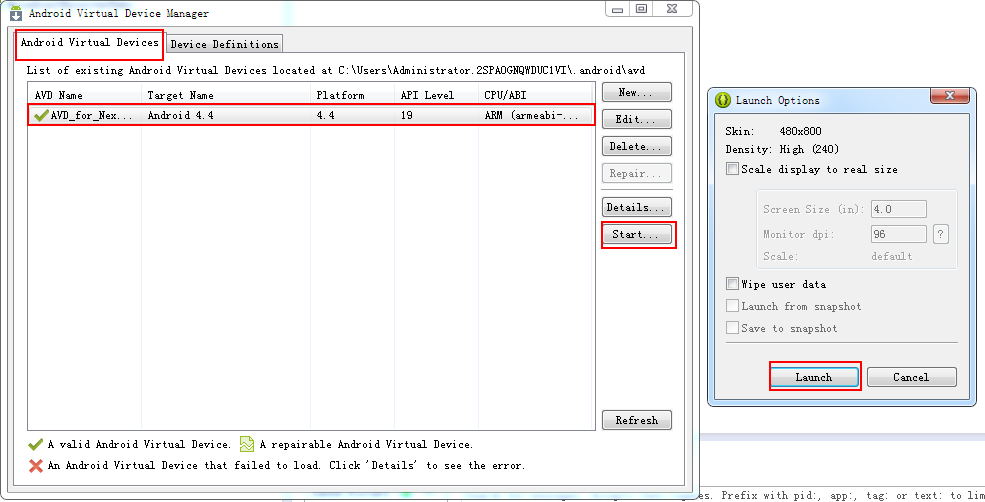 Android Virtual Device Manager
Android Virtual Devices
Device Definitions
List of existing Android Virtual Devices located at C:\Users\Administrator.2SPAOGNQWDUC1VI\.android\avd
AVD Name Target Name Platform API Level CPU/ABI
AVD_for_Nex... Android 4.4 4.4 19 ARM (armeabi-...
New...
Edit...
Delete...
Repair...
Details...
Start...
Refresh
A valid Android Virtual Device. A repairable Android Virtual Device.
An Android Virtual Device that failed to load. Click 'Details' to see the error.
Launch Options
Skin: 480x800
Density: High (240)
Scale display to real size
Screen Size (in): 4.0
Monitor dpi: 96 ?
Scale: default
Wipe user data
Launch from snapshot
Save to snapshot
Launch Cancel
es. Prefix with pid:, app:, tag: or text: to lim